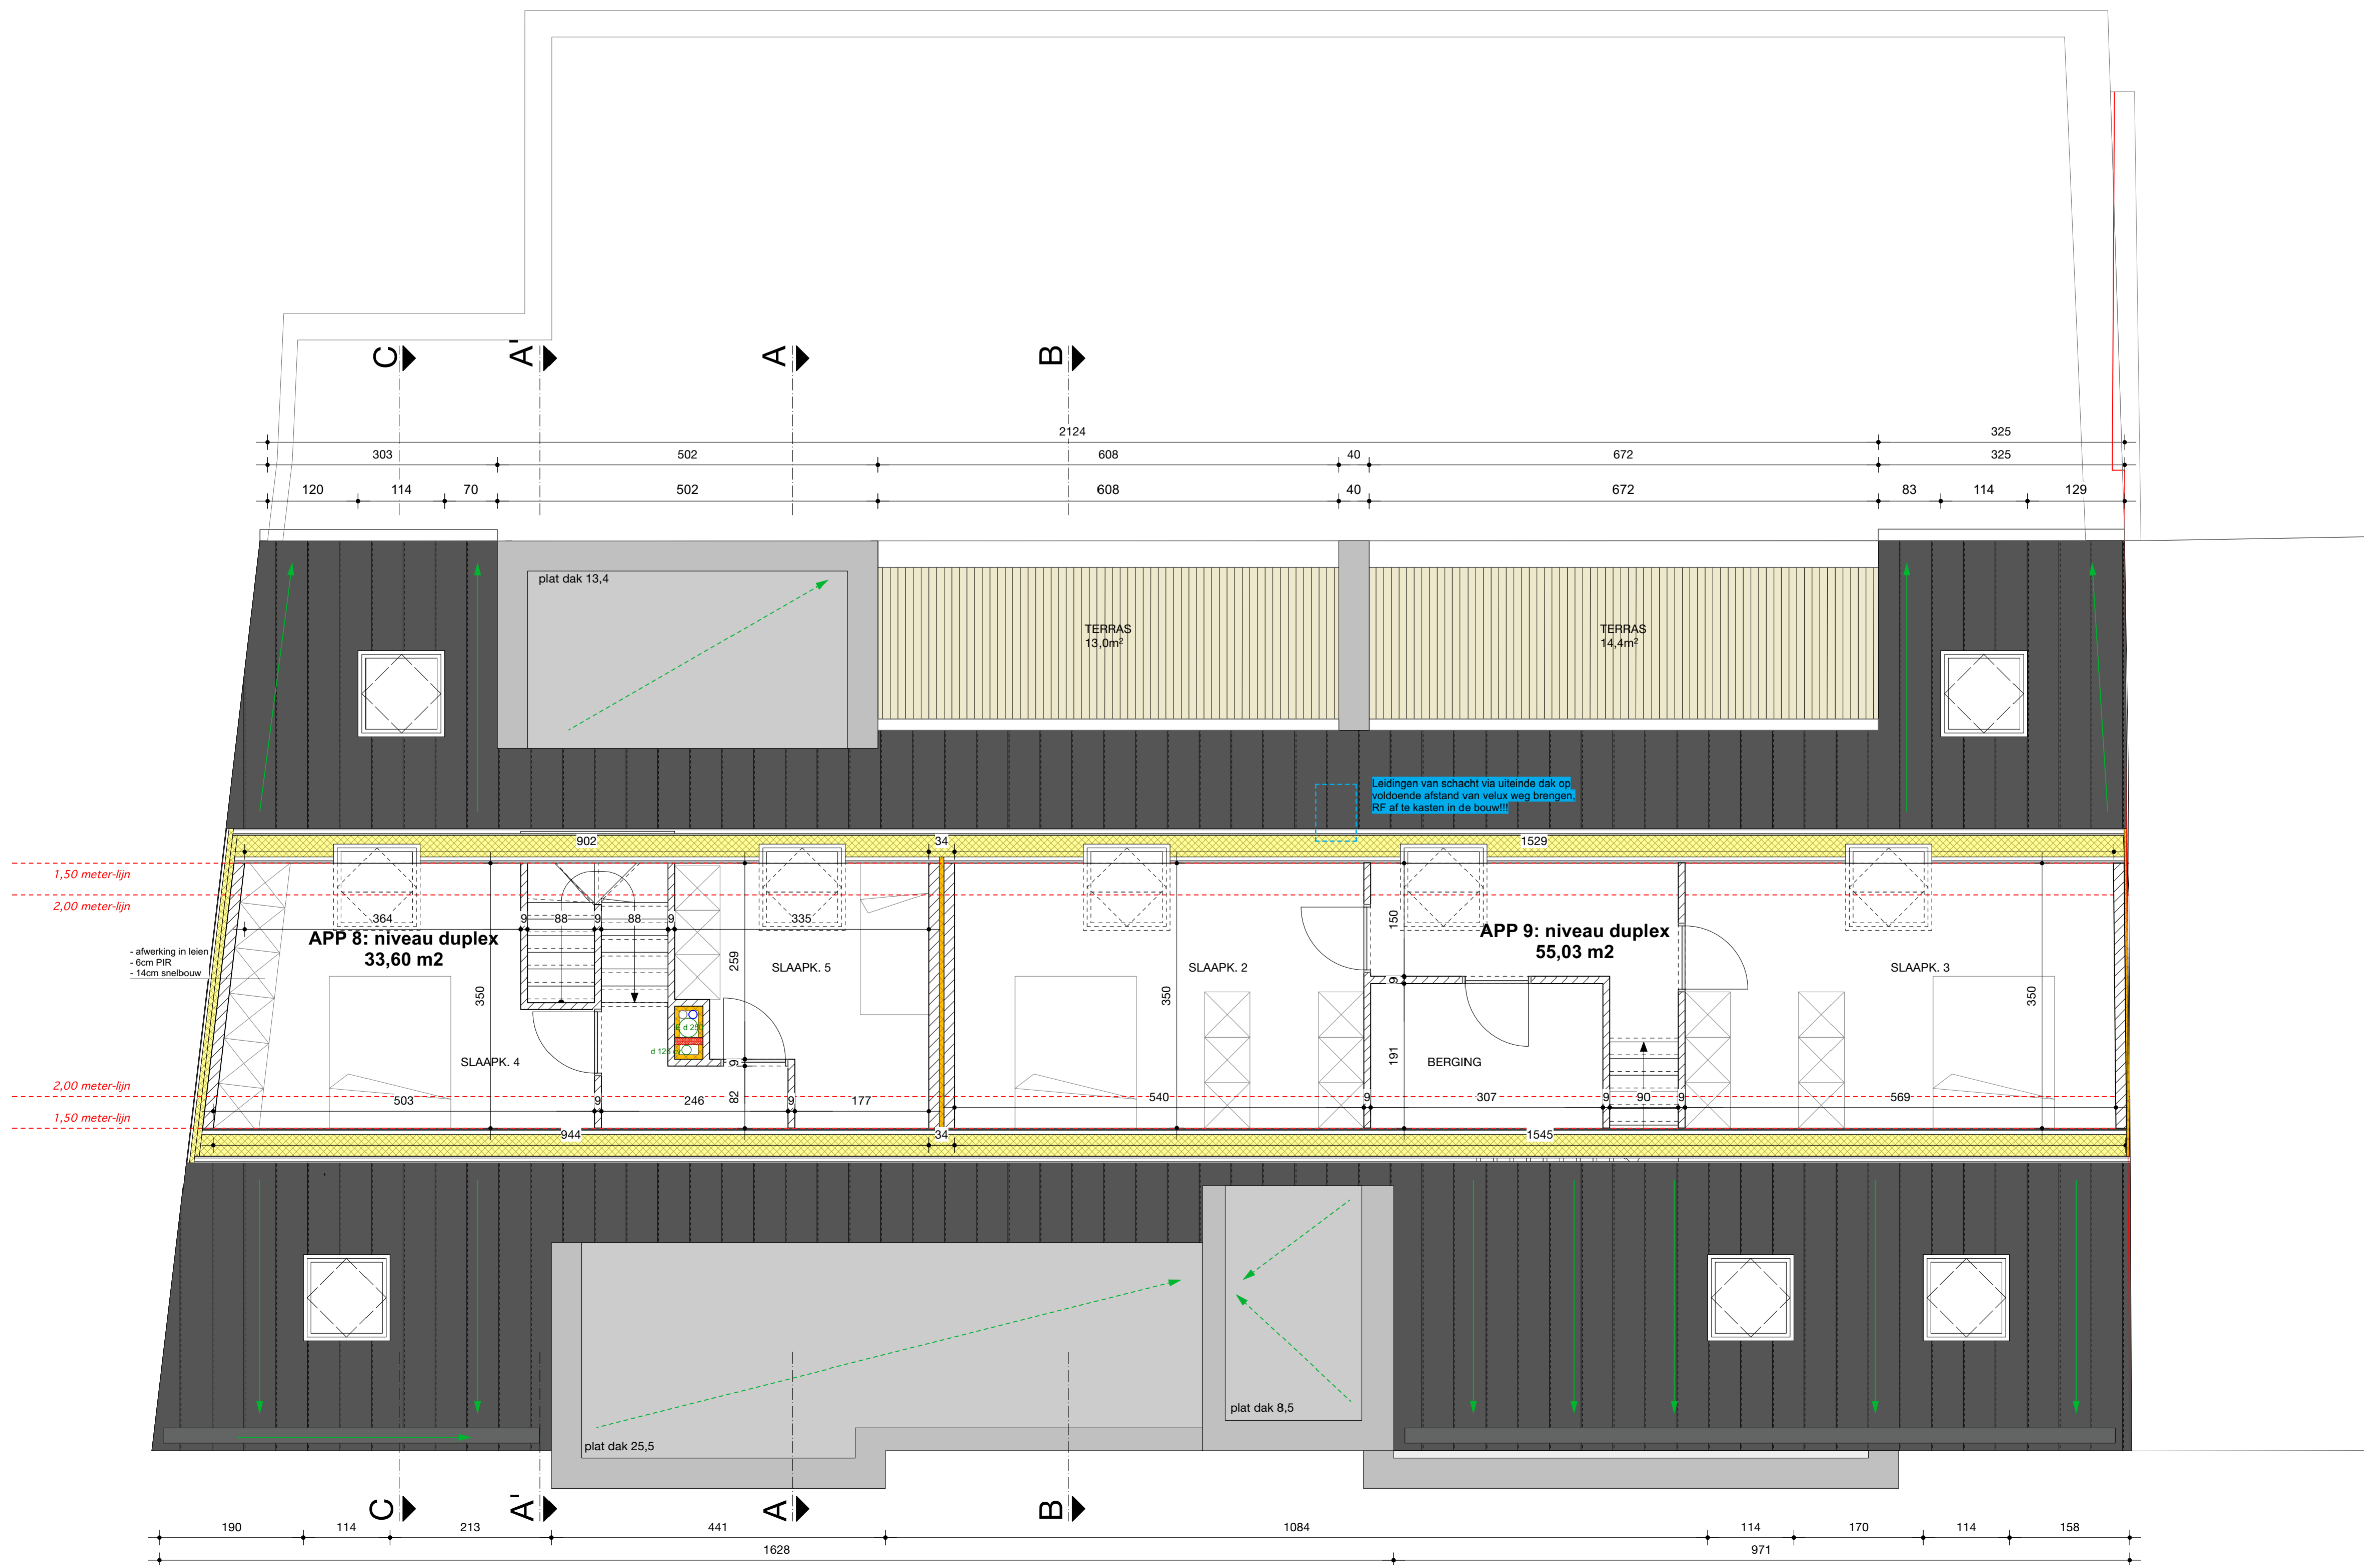 C A' A B
2124 325
303 502 608 40 672 325
120 114 70 502 608 40 672 83 114 129
plat dak 13,4
TERRAS
13,0m²
TERRAS
14,4m²
Leidingen van schacht via uiteinde dak op
voldoende afstand van velux weg brengen.
RF af te kasten in de bouw!!!
902 34 1529
1,50 meter-lijn
2,00 meter-lijn
364 9 88 9 88 9 335
APP 8: niveau duplex
33,60 m2
- afwerking in leien
- 6cm PIR
- 14cm snelbouw
350
259
SLAAPK. 5
SLAAPK. 2
350
150
9
APP 9: niveau duplex
55,03 m2
SLAAPK. 3
350
d 250
d 125
SLAAPK. 4
9
82
191
BERGING
2,00 meter-lijn
503 9 246 9 177 540 9 307 9 90 9 569
1,50 meter-lijn
944 34 1545
plat dak 8,5
plat dak 25,5
C A' A B
190 114 213 441 1084 114 170 114 158
1628 971